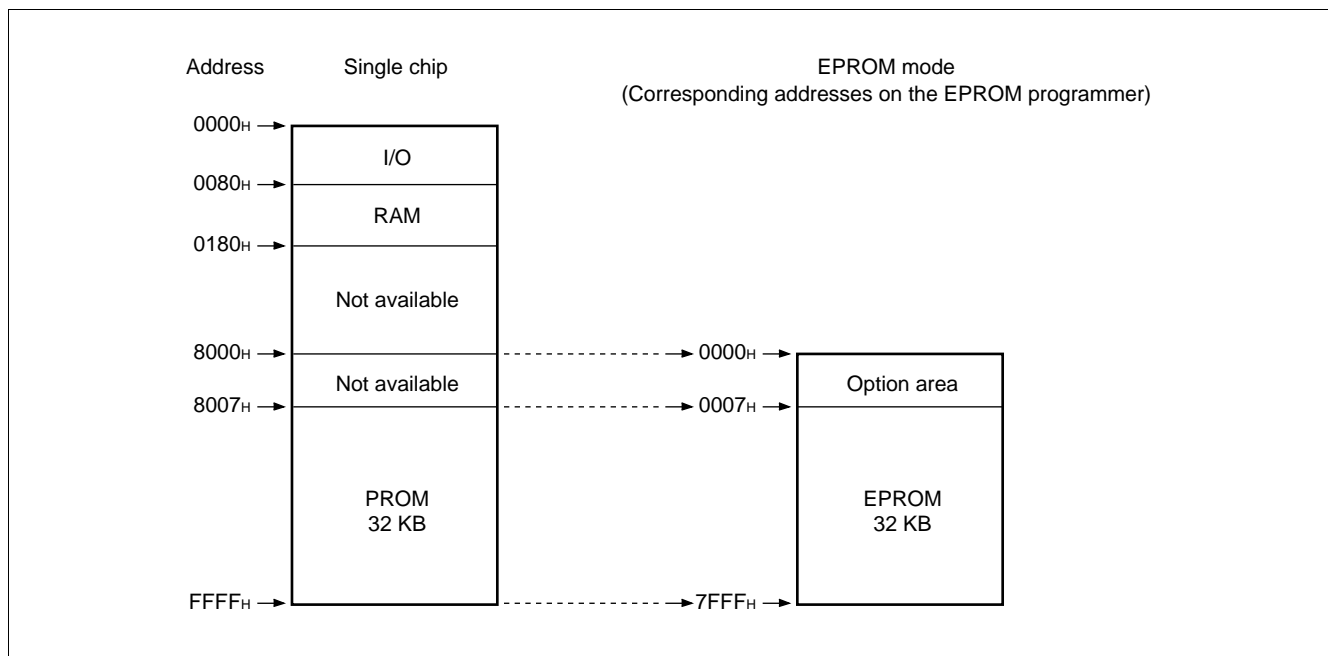 Address
Single chip
EPROM mode
(Corresponding addresses on the EPROM programmer)
0000H
I/O
0080H
RAM
0180H
Not available
8000H
0000H
Not available
Option area
8007H
0007H
PROM
32 KB
EPROM
32 KB
FFFFH
7FFFH